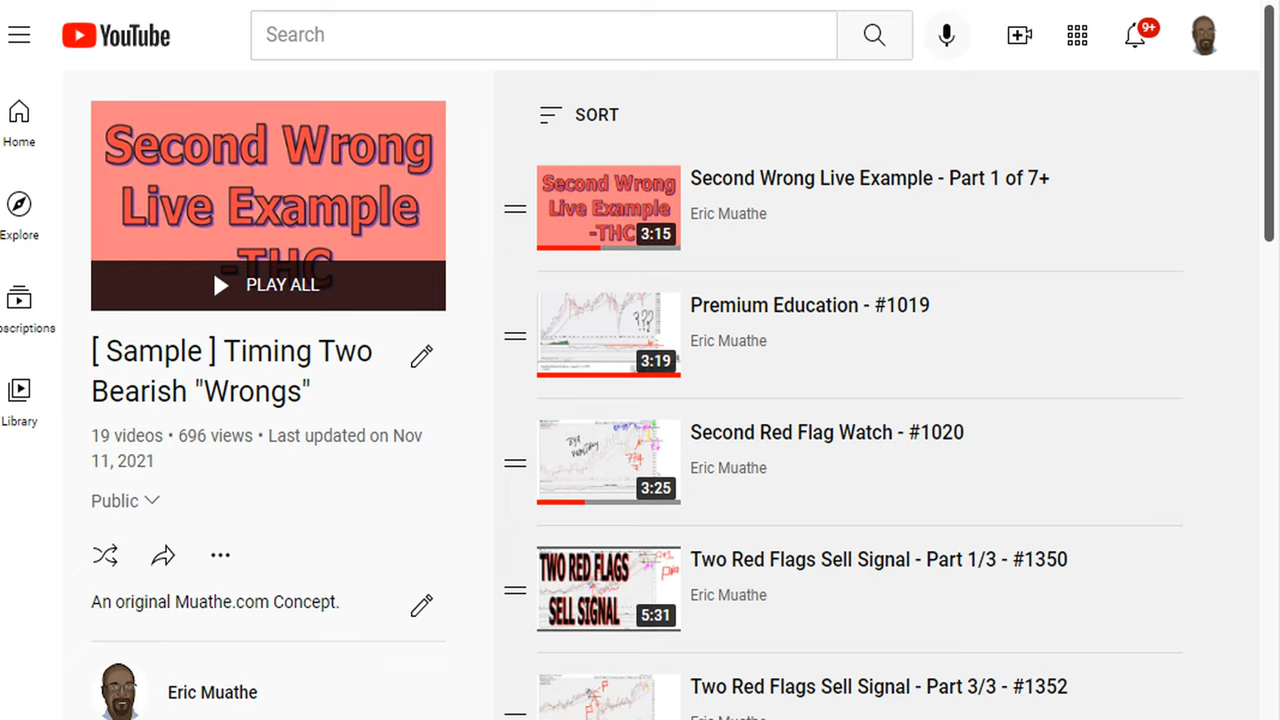 YouTube
Search
9+
Home
Explore
scriptions
Library
Second Wrong
Live Example
-THC
PLAY ALL
[ Sample ] Timing Two
Bearish "Wrongs"
19 videos • 696 views • Last updated on Nov
11, 2021
Public
An original Muathe.com Concept.
Eric Muathe
SORT
Second Wrong
Live Example
-THC
3:15
Second Wrong Live Example - Part 1 of 7+
Eric Muathe
3:19
Premium Education - #1019
Eric Muathe
3:25
Second Red Flag Watch - #1020
Eric Muathe
TWO RED FLAGS
SELL SIGNAL
5:31
Two Red Flags Sell Signal - Part 1/3 - #1350
Eric Muathe
Two Red Flags Sell Signal - Part 3/3 - #1352
Eric Muathe